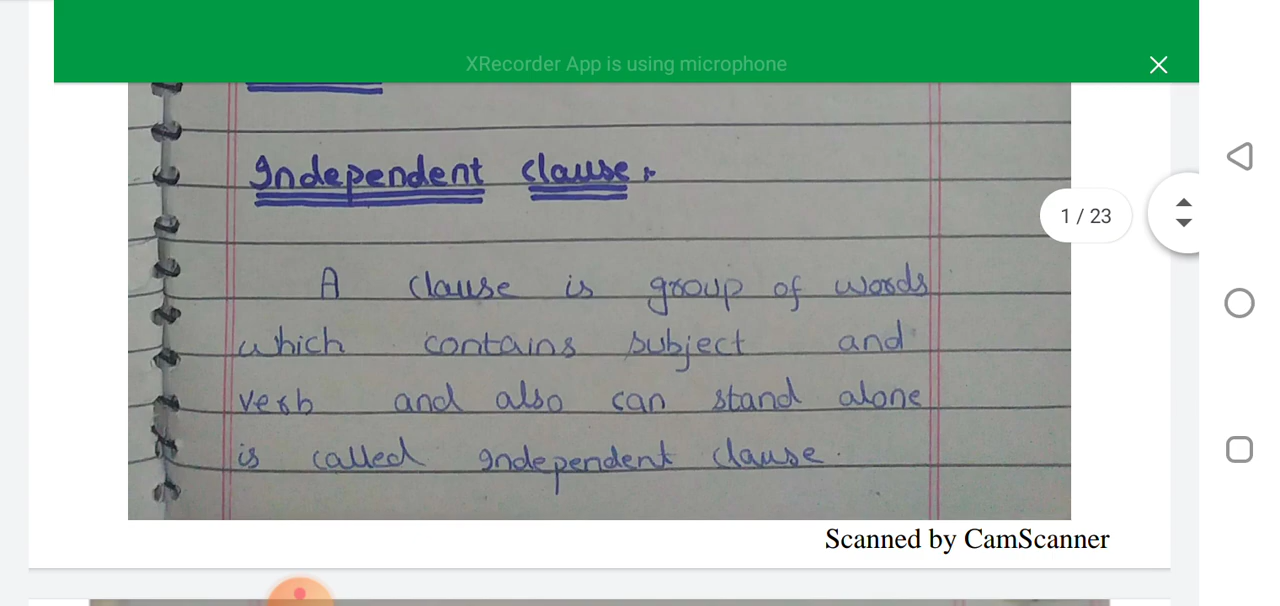 XRecorder App is using microphone
Independent clause :-
1 / 23
A clause is group of words
which contains subject and
verb and also can stand alone
is called Independent clause.
Scanned by CamScanner